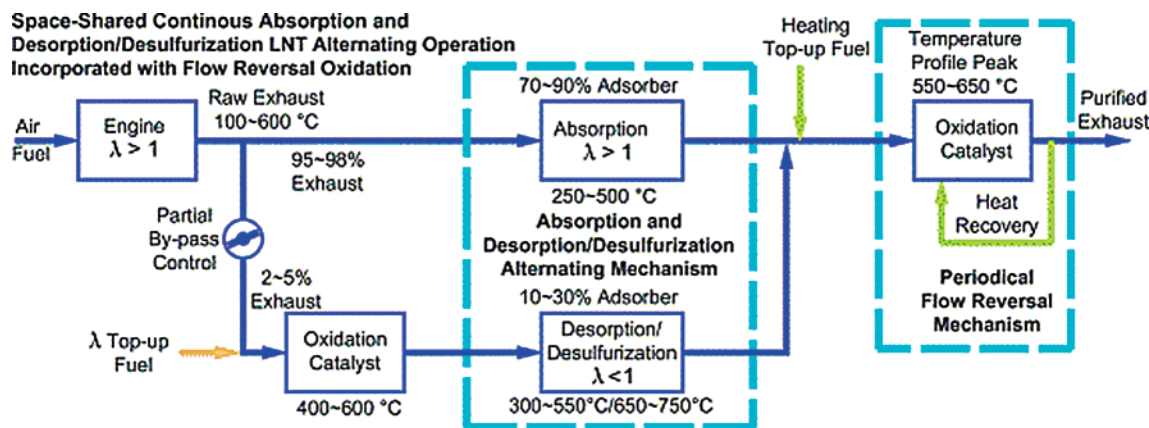 Space-Shared Continous Absorption and
Desorption/Desulfurization LNT Alternating Operation
Incorporated with Flow Reversal Oxidation
Air
Fuel
Engine
λ > 1
Raw Exhaust
100~600 °C
95~98%
Exhaust
Partial
By-pass
Control
2~5%
Exhaust
λ Top-up
Fuel
Oxidation
Catalyst
400~600 °C
70~90% Adsorber
Absorption
λ > 1
250~500 °C
Absorption and
Desorption/Desulfurization
Alternating Mechanism
10~30% Adsorber
Desorption/
Desulfurization
λ < 1
300~550°C/650~750°C
Heating
Top-up Fuel
Temperature
Profile Peak
550~650 °C
Oxidation
Catalyst
Heat
Recovery
Periodical
Flow Reversal
Mechanism
Purified
Exhaust